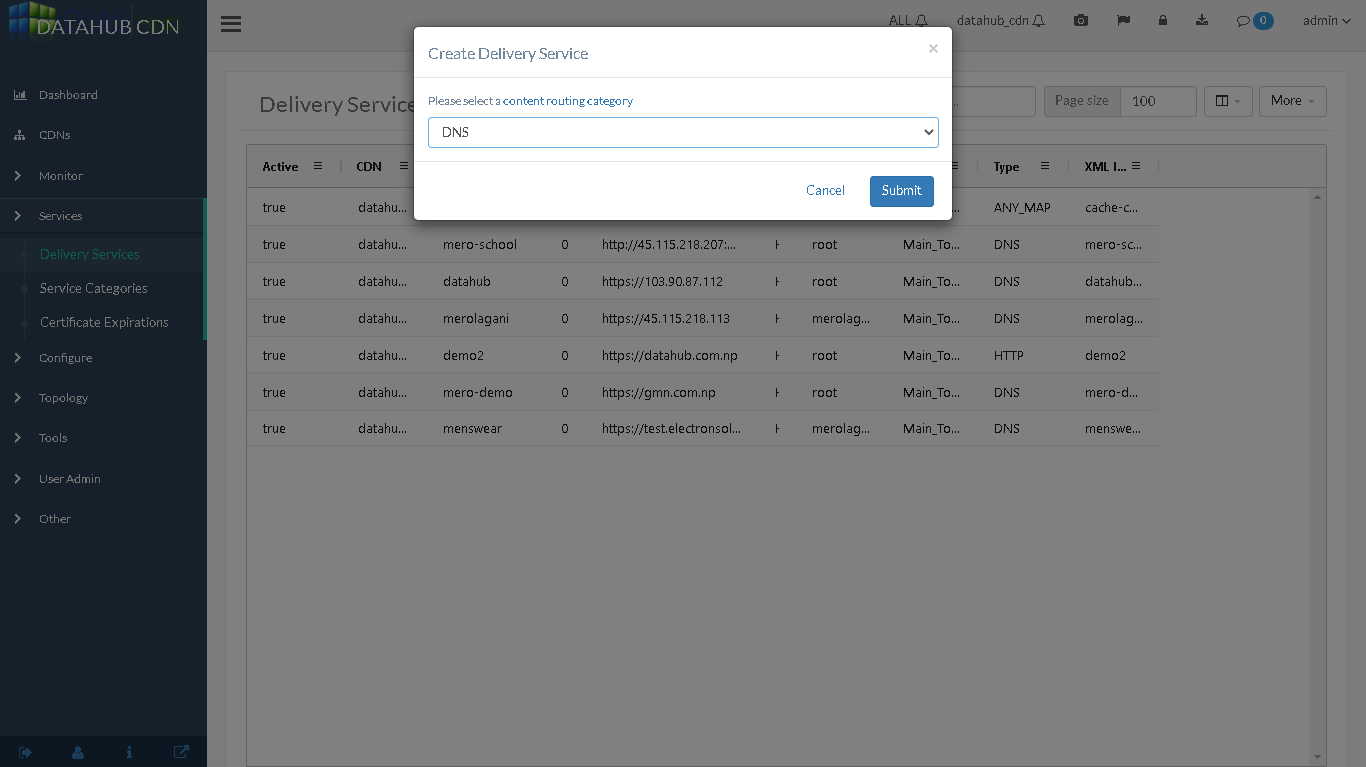 DATAHUB CDN
ALL
datahub_cdn
0
admin
Dashboard
CDNs
Monitor
Services
Delivery Services
Service Categories
Certificate Expirations
Configure
Topology
Tools
User Admin
Other
Create Delivery Service
×
Please select a content routing category
DNS
Cancel
Submit
Delivery Service
Page size
100
More
Active CDN Type XML I...
true datahu... ANY_MAP cache-c...
true datahu... mero-school 0 http://45.115.218.207:... H root Main_To... DNS mero-sc...
true datahu... datahub 0 https://103.90.87.112 H root Main_To... DNS datahub...
true datahu... merolagani 0 https://45.115.218.113 H merolag... Main_To... DNS merolag...
true datahu... demo2 0 https://datahub.com.np H root Main_To... HTTP demo2
true datahu... mero-demo 0 https://gmn.com.np H root Main_To... DNS mero-d...
true datahu... menswear 0 https://test.electronsol... H merolag... Main_To... DNS menswe...